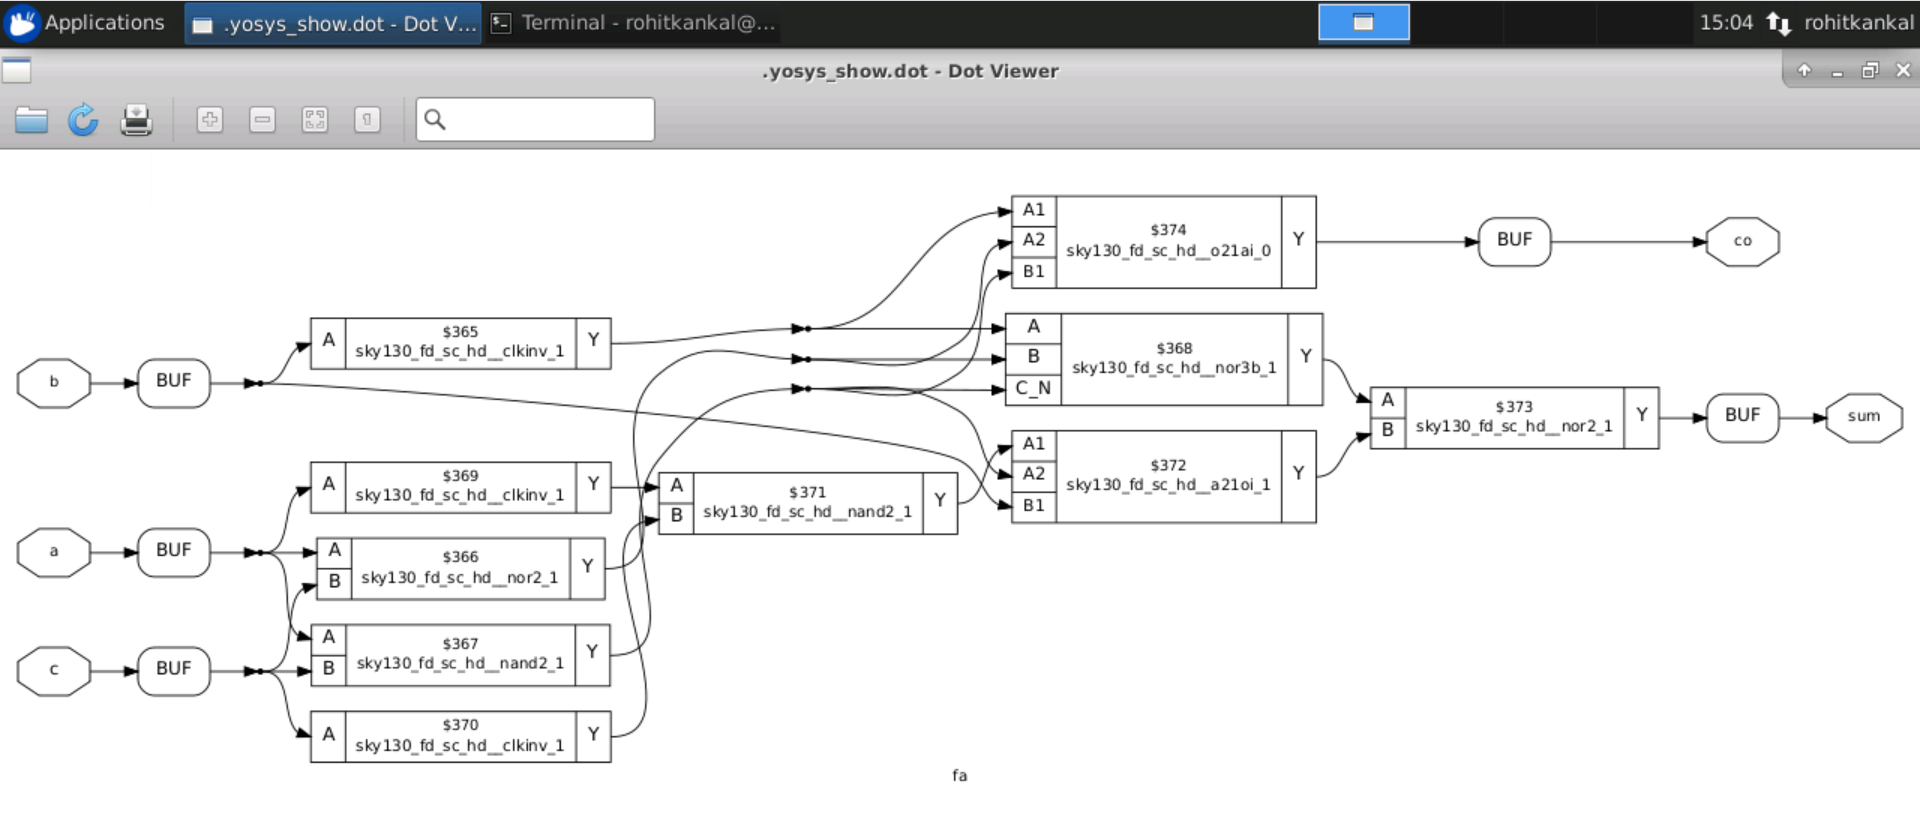 Applications
.yosys_show.dot - Dot V...
Terminal - rohitkankal@...
15:04
rohitkankal
.yosys_show.dot - Dot Viewer
A1
A2
B1
$374
sky130_fd_sc_hd__o21ai_0
Y
BUF
co
A
$365
sky130_fd_sc_hd__clkinv_1
Y
A
B
C_N
$368
sky130_fd_sc_hd__nor3b_1
Y
b
BUF
A
B
$373
sky130_fd_sc_hd__nor2_1
Y
BUF
sum
A
$369
sky130_fd_sc_hd__clkinv_1
Y
A
B
$371
sky130_fd_sc_hd__nand2_1
Y
A1
A2
B1
$372
sky130_fd_sc_hd__a21oi_1
Y
a
BUF
A
B
$366
sky130_fd_sc_hd__nor2_1
Y
A
B
$367
sky130_fd_sc_hd__nand2_1
Y
c
BUF
A
$370
sky130_fd_sc_hd__clkinv_1
Y
fa